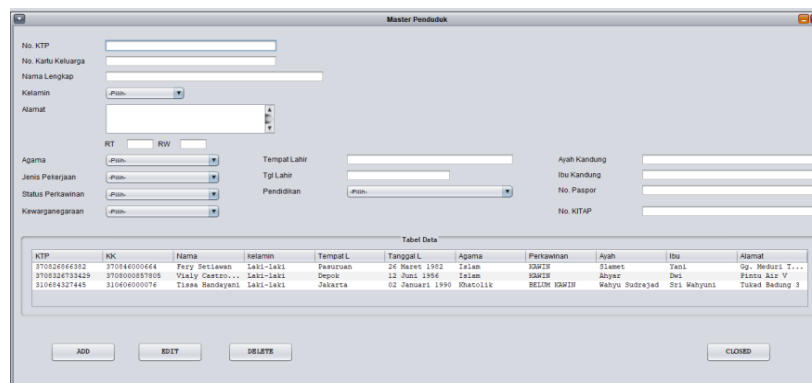 Master Penduduk
No. KTP
No. Kartu Keluarga
Nama Lengkap
Kelamin -Pilih-
Alamat
RT RW
Agama -Pilih- Tempat Lahir Ayah Kandung
Jenis Pekerjaan -Pilih- Tgl Lahir Ibu Kandung
Status Perkawinan -Pilih- Pendidikan -Pilih- No. Paspor
Kewarganegaraan -Pilih- No. KITAP
Tabel Data
KTP KK Nama kelamin Tempat L Tanggal L Agama Perkawinan Ayah Ibu Alamat
370826866382 370846000664 Fery Setiawan Laki-laki Pasuruan 26 Maret 1982 Islam KAWIN Slamet Yani Gg. Meduri T...
3708326733429 3708000857805 Vialy Castro... Laki-laki Depok 12 Juni 1956 Islam KAWIN Ahyar Dwi Pintu Air V
310684327445 310606000076 Tissa Handayani Laki-laki Jakarta 02 Januari 1990 Khatolik BELUM KAWIN Wahyu Sudrajad Sri Wahyuni Tukad Badung 3
ADD EDIT DELETE CLOSED